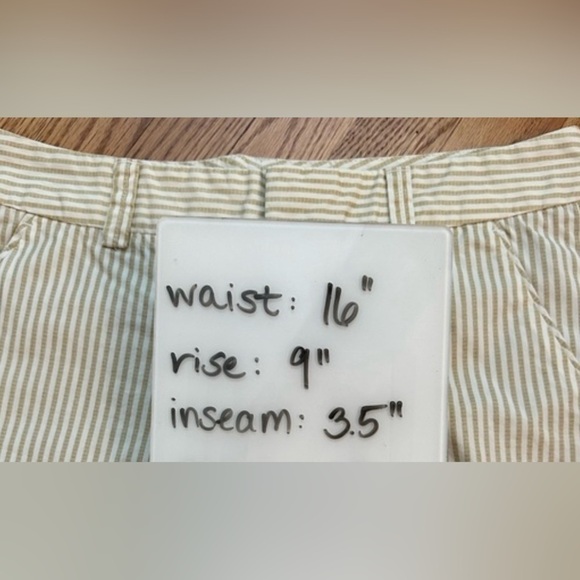 waist: 16"
rise: 9"
inseam: 3.5"